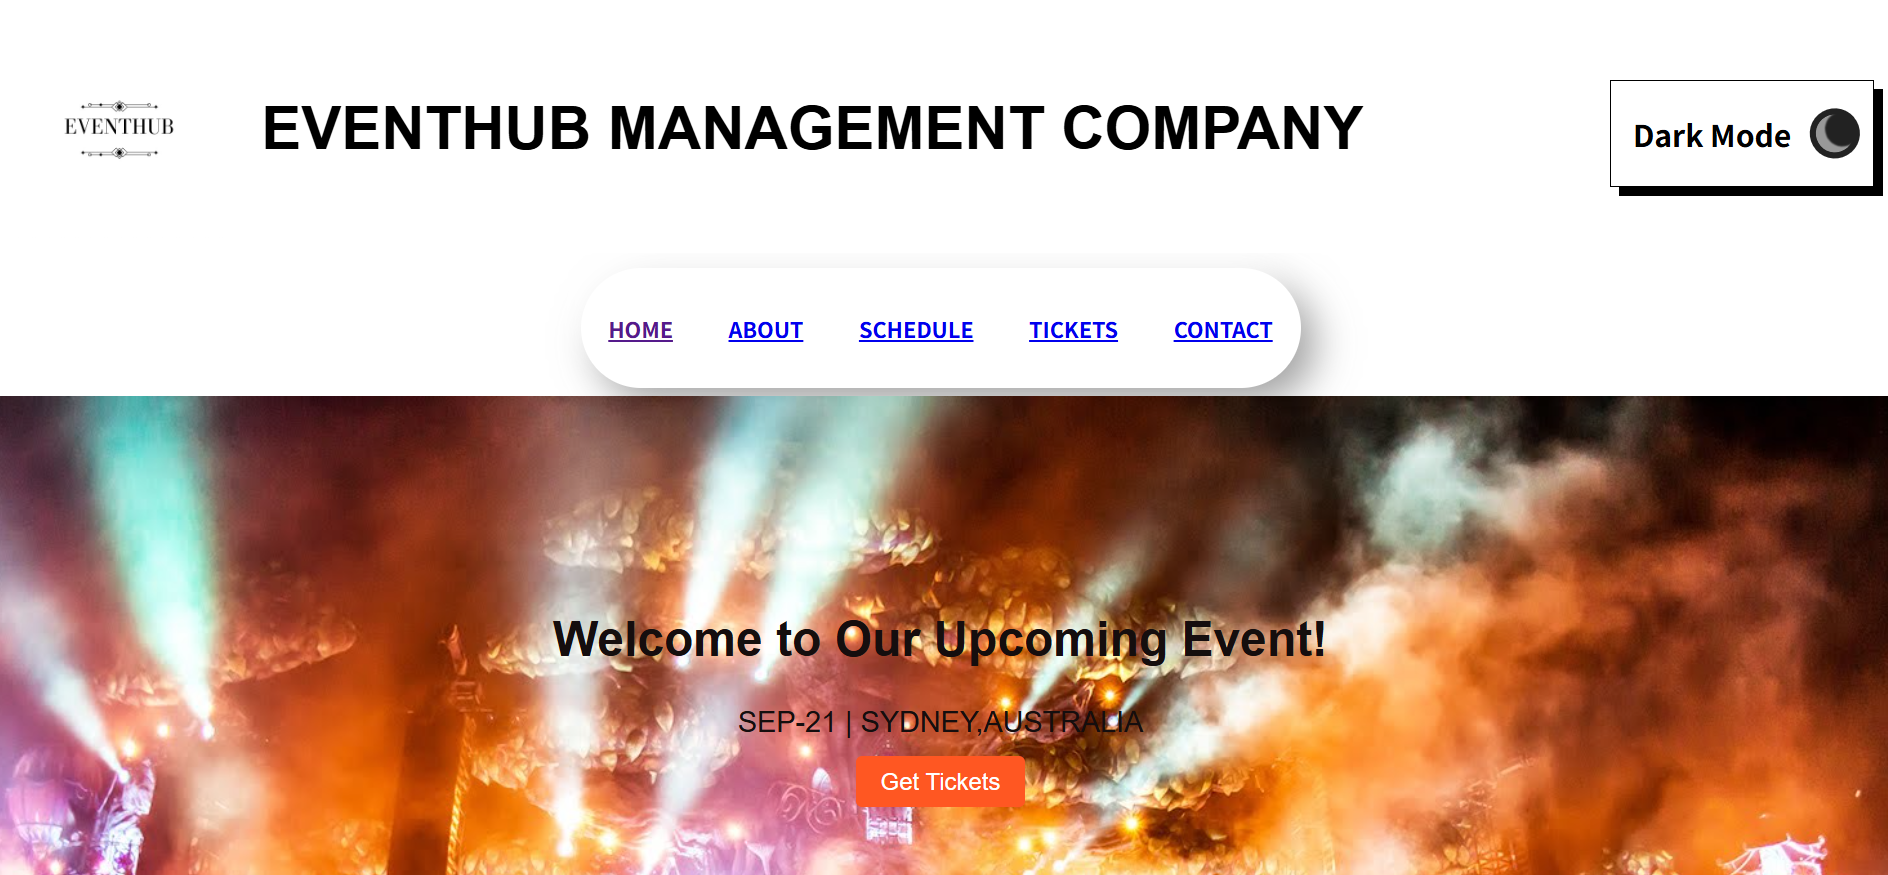 EVENTHUB
EVENTHUB MANAGEMENT COMPANY
Dark Mode
HOME ABOUT SCHEDULE TICKETS CONTACT
Welcome to Our Upcoming Event!
SEP-21 | SYDNEY,AUSTRALIA
Get Tickets